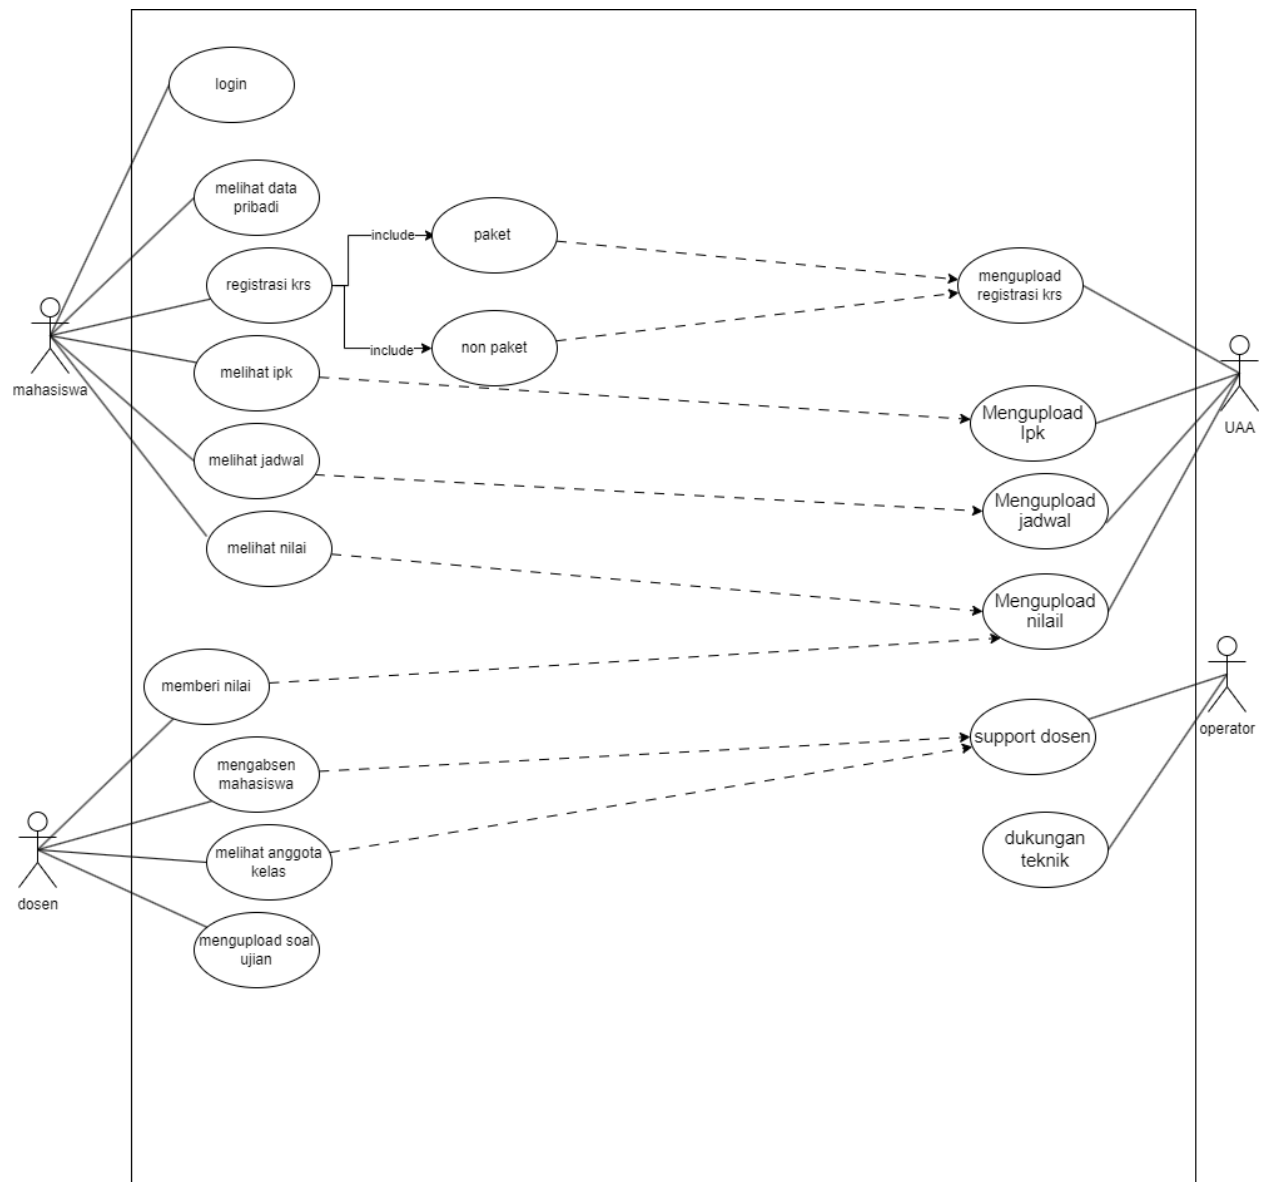 login
melihat data
pribadi
include
paket
registrasi krs
mengupload
registrasi krs
include
non paket
mahasiswa
melihat ipk
Mengupload
Ipk
UAA
melihat jadwal
Mengupload
jadwal
melihat nilai
Mengupload
nilail
memberi nilai
support dosen
operator
mengabsen
mahasiswa
dukungan
teknik
melihat anggota
kelas
dosen
mengupload soal
ujian